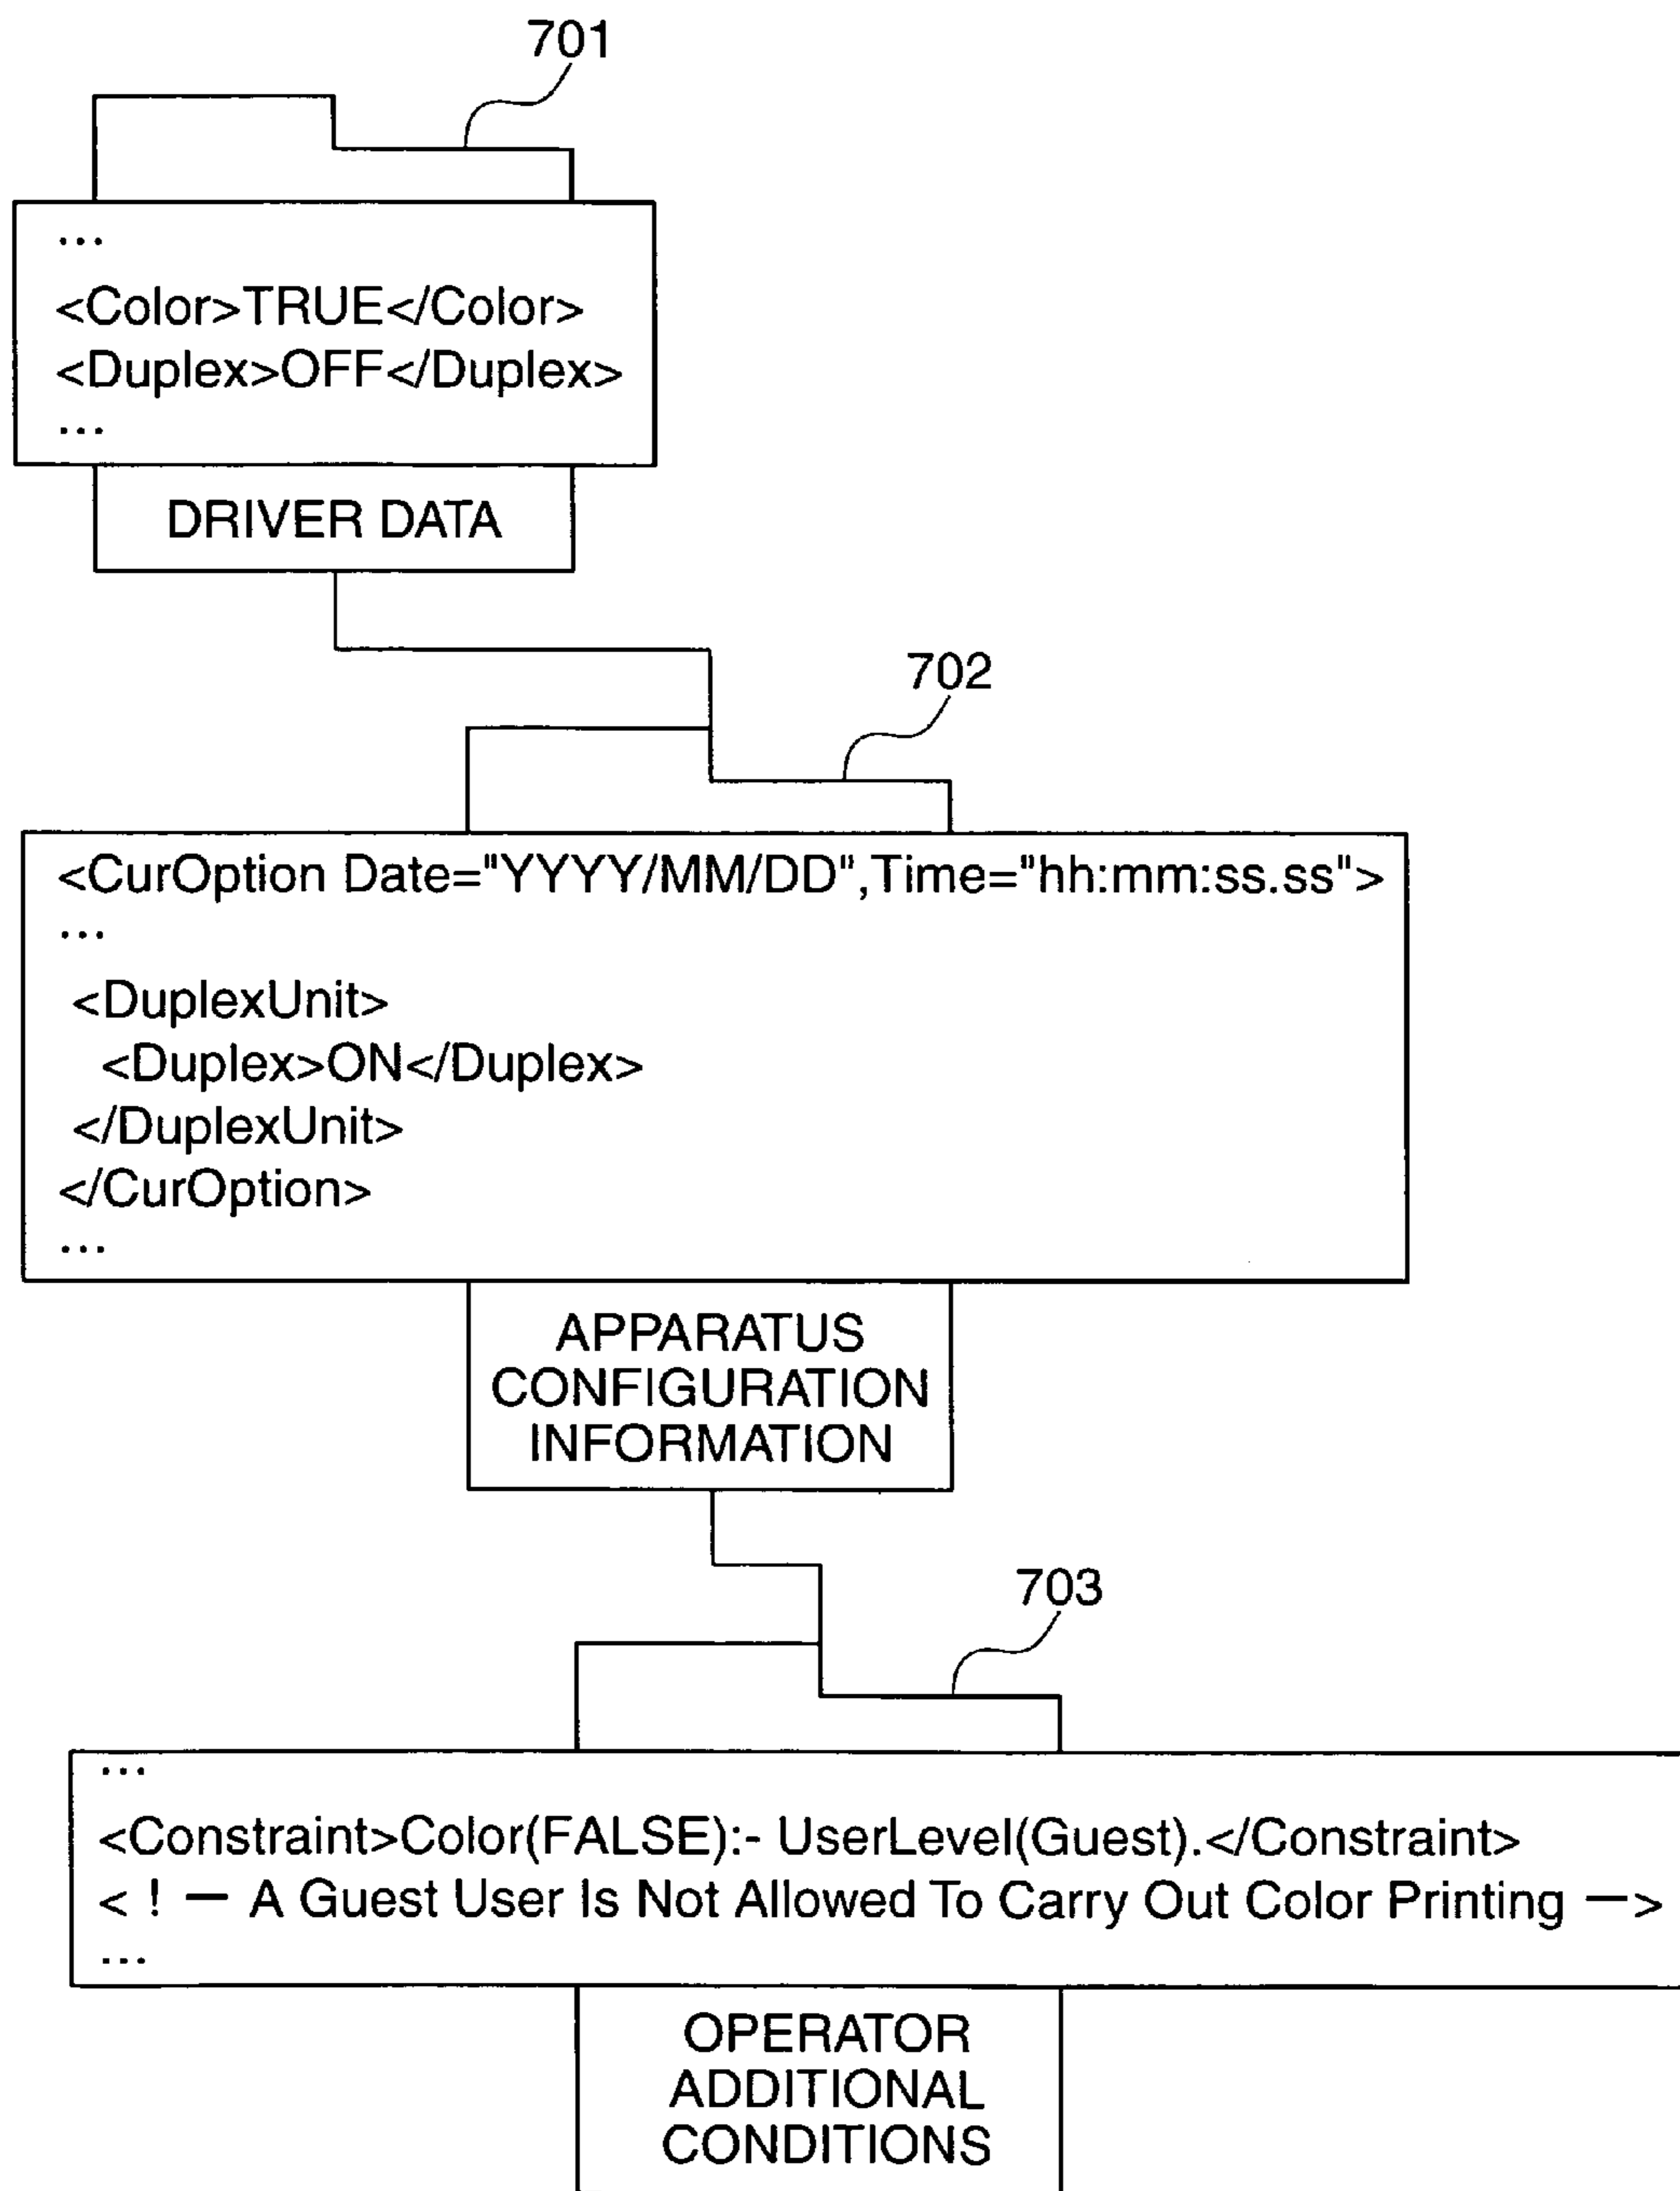 701
...
<Color>TRUE</Color>
<Duplex>OFF</Duplex>
...
DRIVER DATA
702
<CurOption Date="YYYY/MM/DD",Time="hh:mm:ss.ss">
...
<DuplexUnit>
<Duplex>ON</Duplex>
</DuplexUnit>
</CurOption>
...
APPARATUS
CONFIGURATION
INFORMATION
703
...
<Constraint>Color(FALSE):- UserLevel(Guest).</Constraint>
< ! — A Guest User Is Not Allowed To Carry Out Color Printing —>
...
OPERATOR
ADDITIONAL
CONDITIONS